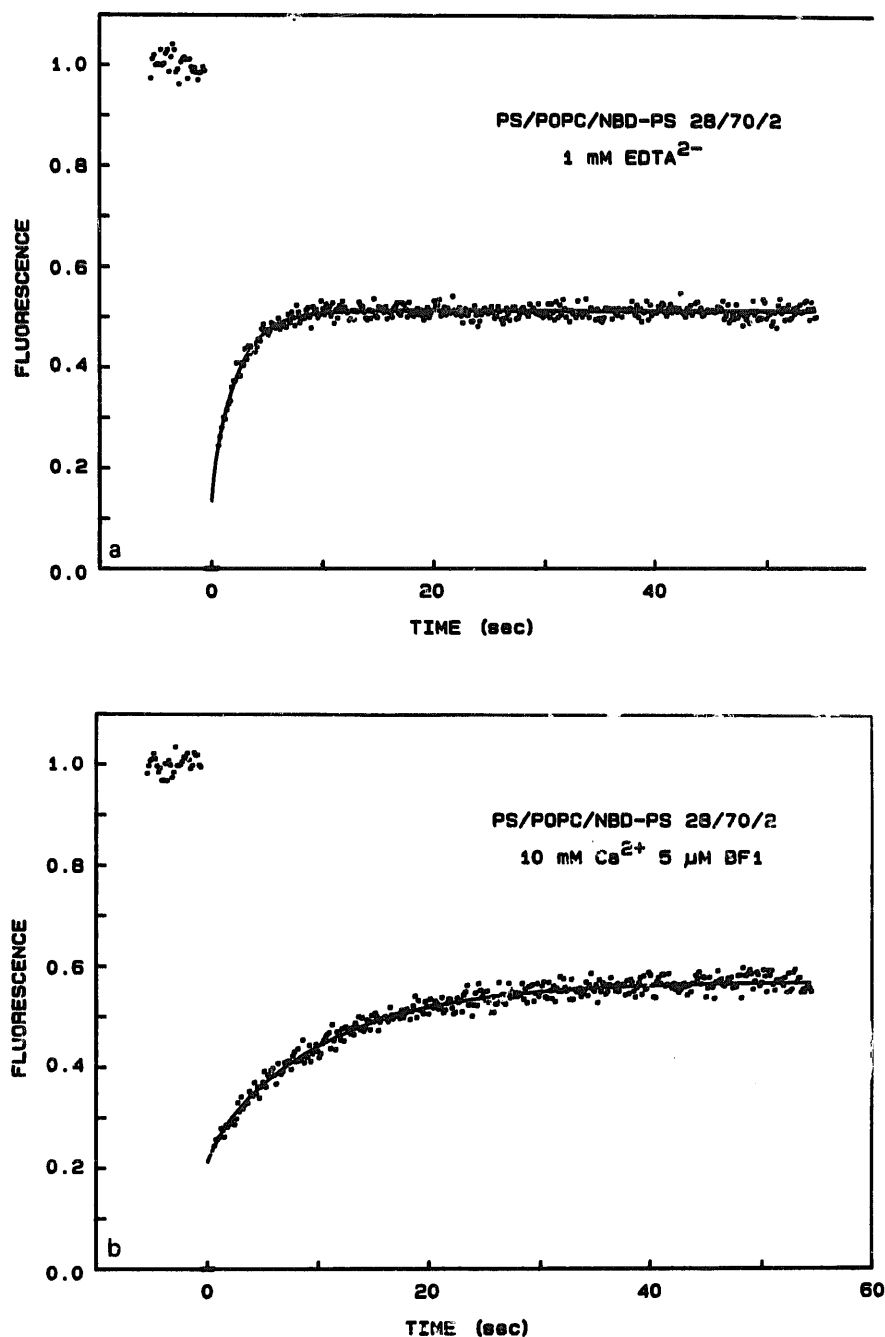 1.0
PS/POPC/NBD-PS 28/70/2
1 mM EDTA2-
0.8
0.6
FLUORESCENCE
0.4
0.2
a
0.0
0 20 40
TIME (sec)
1.0
PS/POPC/NBD-PS 28/70/2
10 mM Ca2+ 5 µM BF1
0.8
0.6
FLUORESCENCE
0.4
0.2
b
0.0
0 20 40 60
TIME (sec)